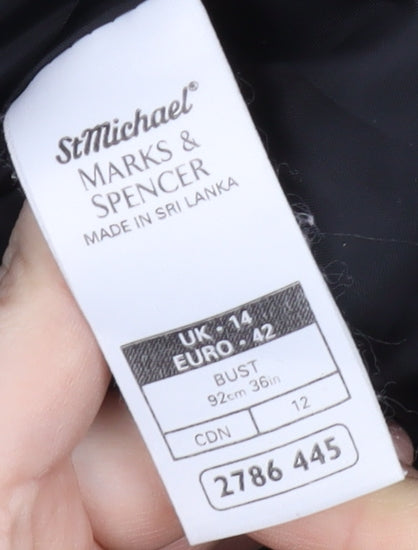 StMichael®
MARKS &
SPENCER
MADE IN SRI LANKA
UK · 14
EURO · 42
BUST
92cm 36in
CDN 12
2786 445